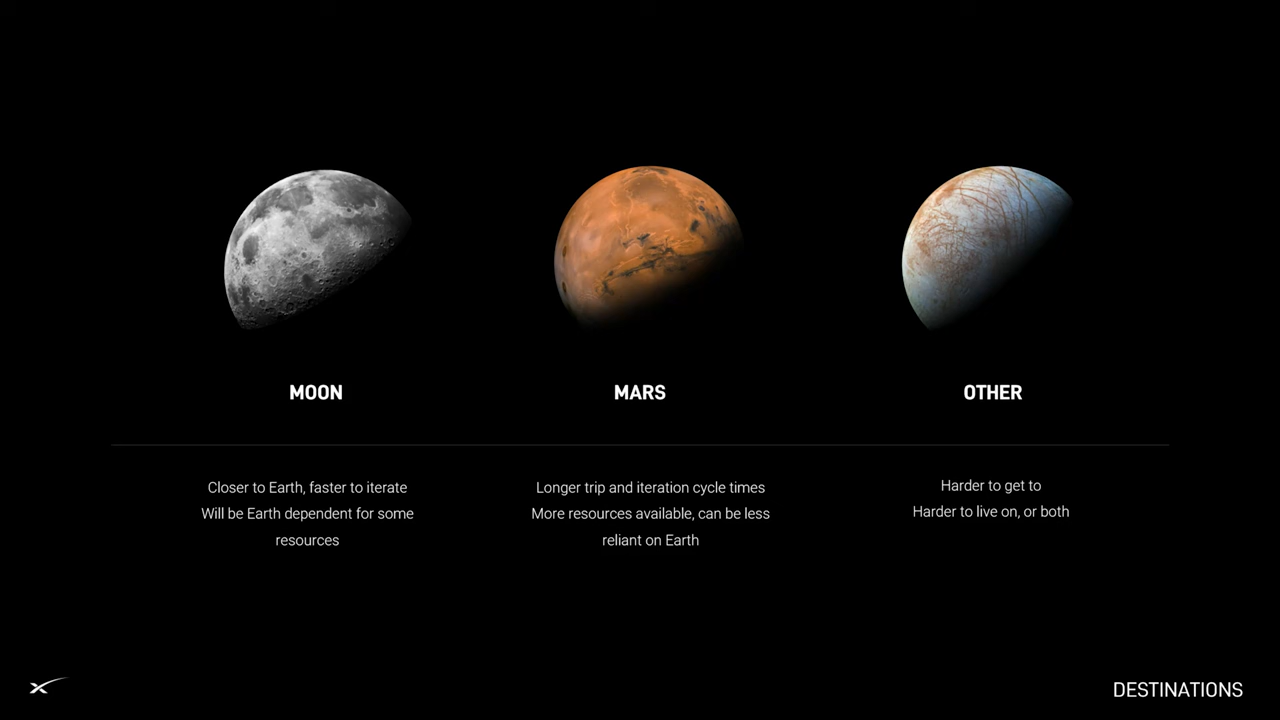 MOON
Closer to Earth, faster to iterate
Will be Earth dependent for some
resources
MARS
Longer trip and iteration cycle times
More resources available, can be less
reliant on Earth
OTHER
Harder to get to
Harder to live on, or both
DESTINATIONS